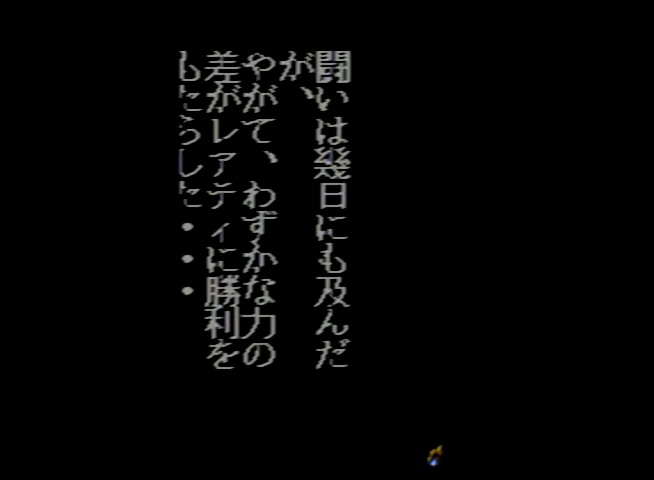 闘いは幾日にも及んだ
が、
やがて、わずかな力の
差がレアティに勝利を
もたらした・・・